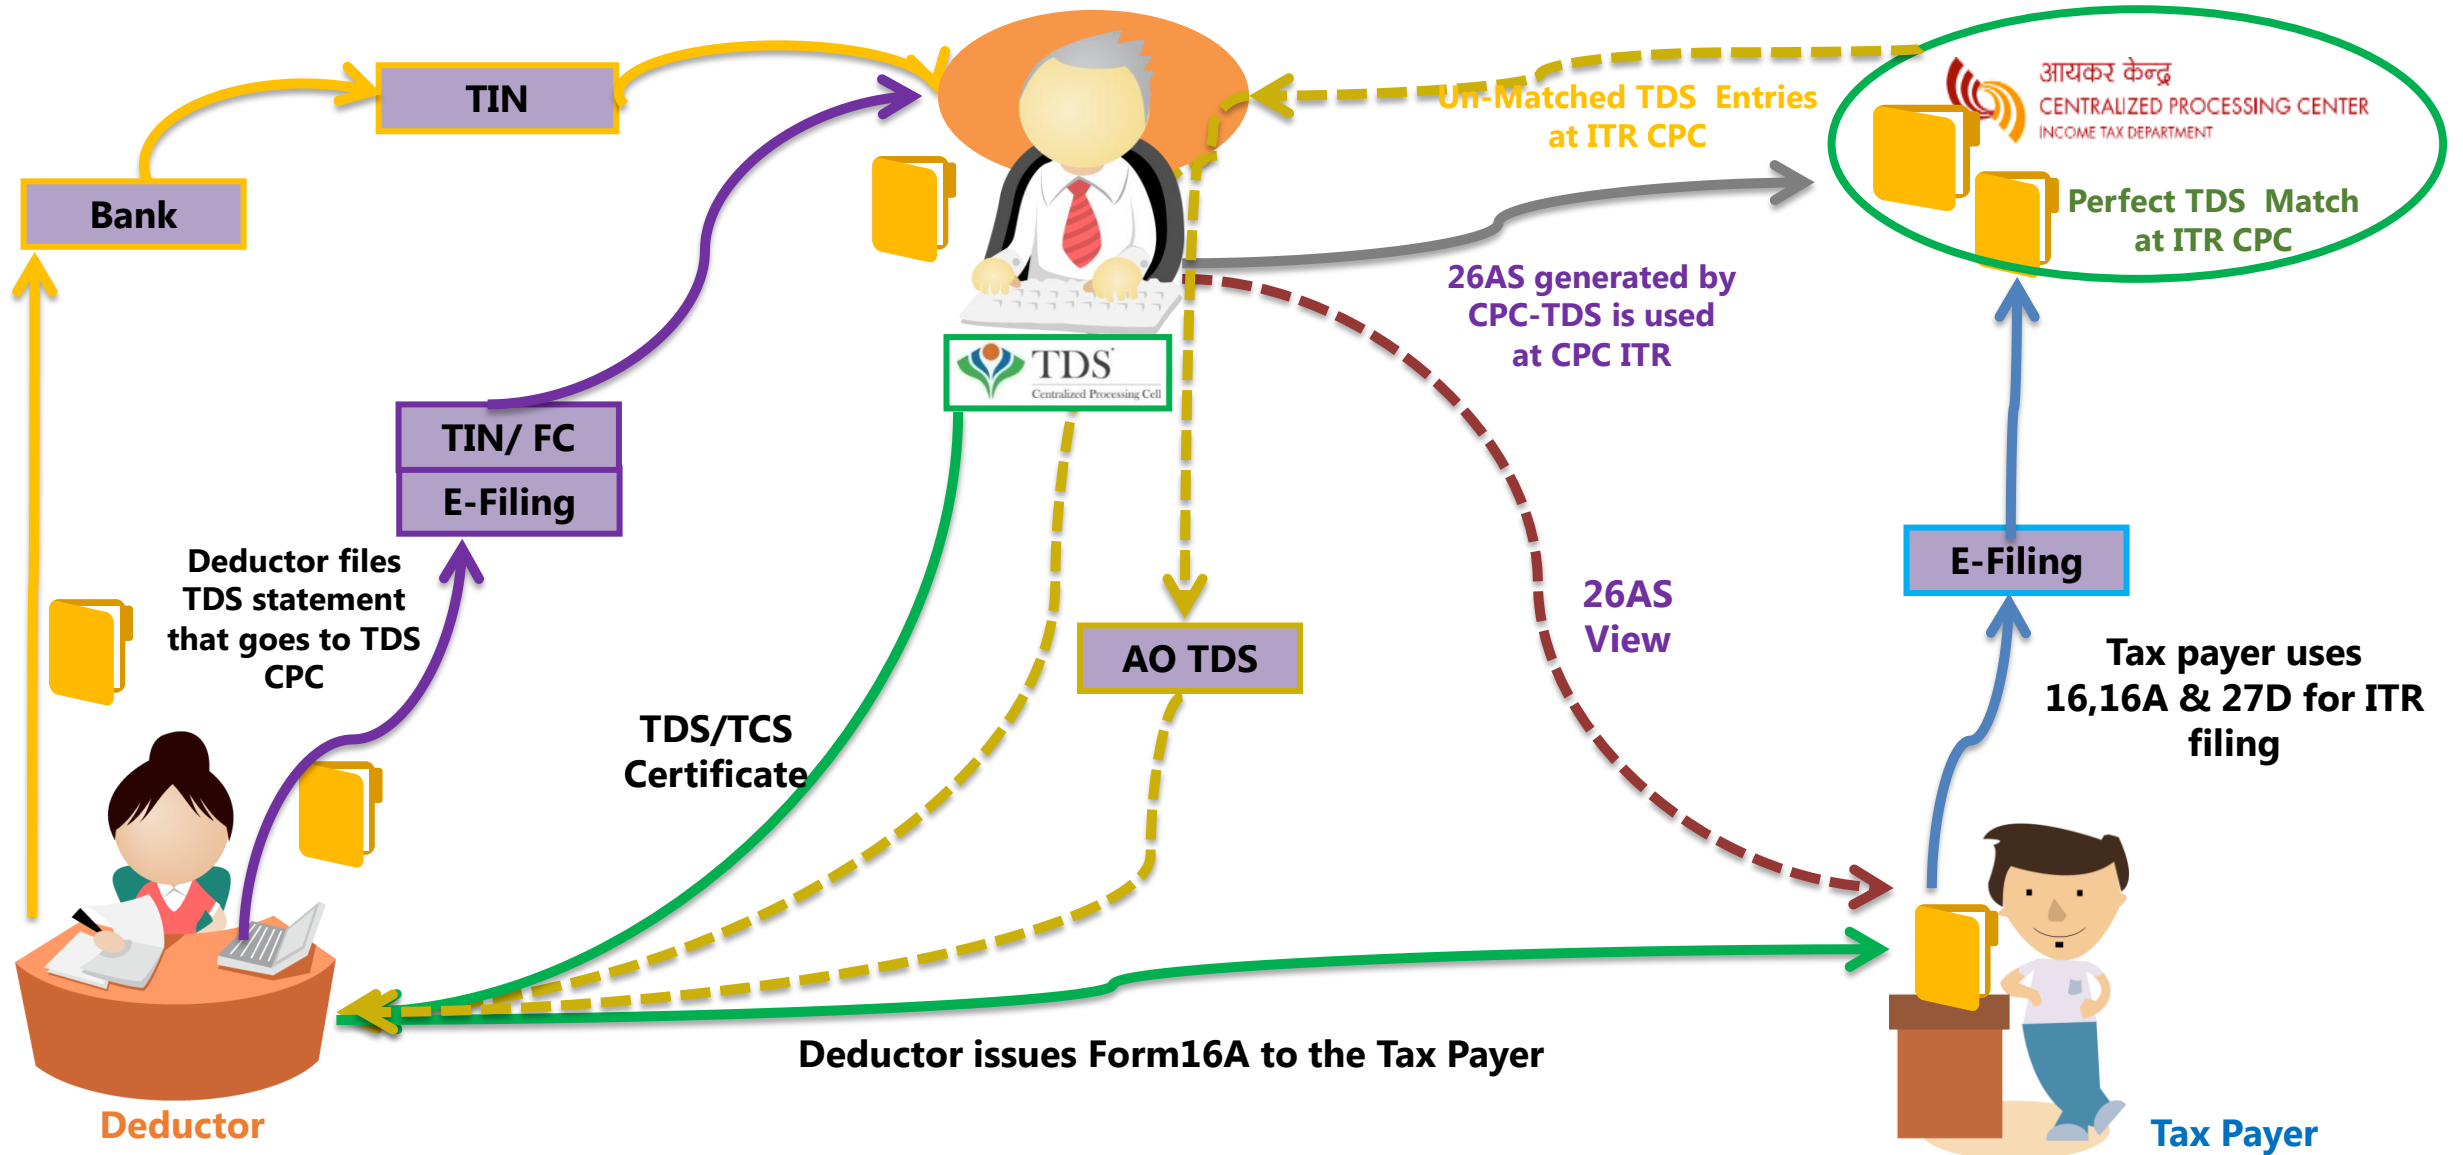 TIN
Bank
TIN/ FC
E-Filing
Deductor files
TDS statement
that goes to TDS
CPC
Deductor
TDS
Centralized Processing Cell
TDS/TCS
Certificate
AO TDS
Un-Matched TDS Entries
at ITR CPC
आयकर केन्द्र
CENTRALIZED PROCESSING CENTER
INCOME TAX DEPARTMENT
Perfect TDS Match
at ITR CPC
26AS generated by
CPC-TDS is used
at CPC ITR
26AS
View
E-Filing
Tax payer uses
16,16A & 27D for ITR
filing
Deductor issues Form16A to the Tax Payer
Tax Payer